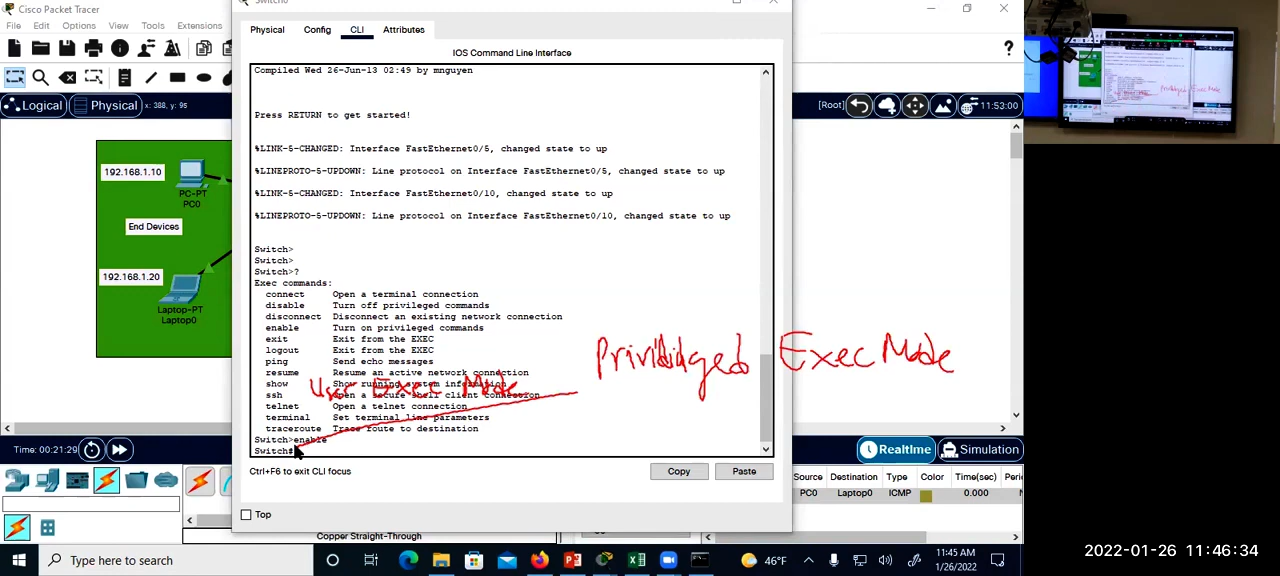 Cisco Packet Tracer
File Edit Options View Tools Extensions
Physical Config CLI Attributes
IOS Command Line Interface
Logical Physical x: 388, y: 95
[Root] 11:53:00
Compiled Wed 26-Jun-13 02:49 by mnguyen
Press RETURN to get started!
%LINK-5-CHANGED: Interface FastEthernet0/5, changed state to up
%LINEPROTO-5-UPDOWN: Line protocol on Interface FastEthernet0/5, changed state to up
%LINK-5-CHANGED: Interface FastEthernet0/10, changed state to up
%LINEPROTO-5-UPDOWN: Line protocol on Interface FastEthernet0/10, changed state to up
192.168.1.10
PC-PT
PC0
End Devices
192.168.1.20
Laptop-PT
Laptop0
Switch>
Switch>
Switch>?
Exec commands:
connect Open a terminal connection
disable Turn off privileged commands
disconnect Disconnect an existing network connection
enable Turn on privileged commands
exit Exit from the EXEC
logout Exit from the EXEC
ping Send echo messages
resume Resume an active network connection
show Show running system information
ssh Open a secure shell client connection
telnet Open a telnet connection
terminal Set terminal line parameters
traceroute Trace route to destination
Switch>enable
Switch#
User Exec Mode
Exec Mode
Ctrl+F6 to exit CLI focus
Copy Paste
Top
Time: 00:21:29
Realtime Simulation
Source Destination Type Color Time(sec)
PC0 Laptop0 ICMP 0.000
Copper Straight-Through
Type here to search
46°F
11:45 AM
1/26/2022
2022-01-26 11:46:34